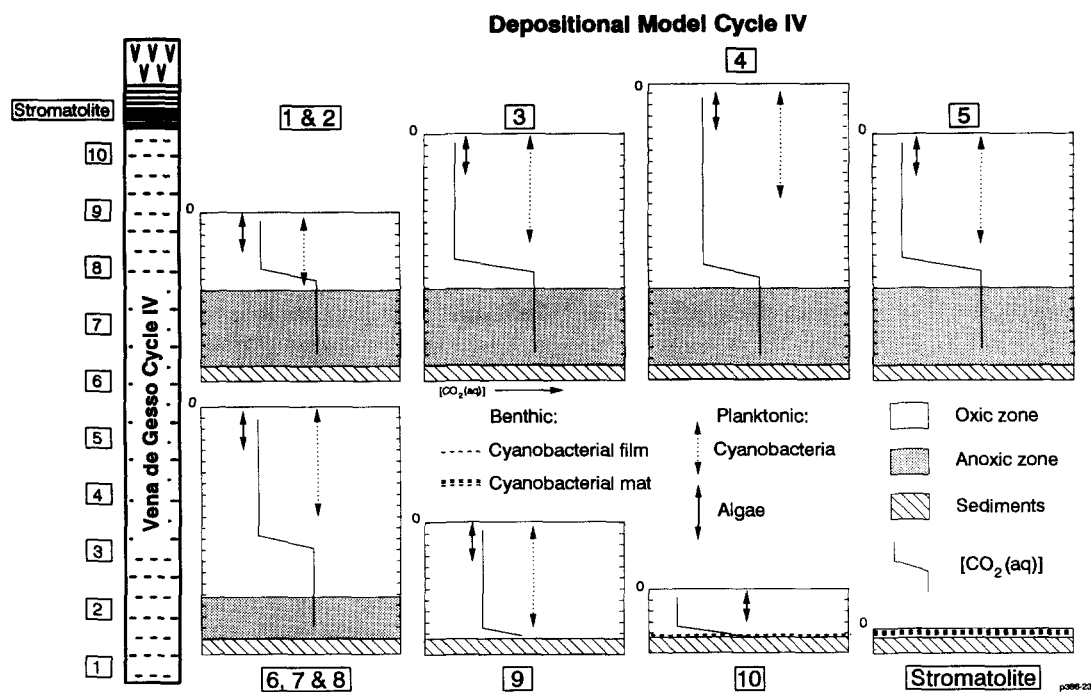 Depositional Model Cycle IV
Stromatolite
10
9
8
7
6
5
4
3
2
1
Vena de Gesso Cycle IV
1 & 2
3
4
5
0
0
0
0
[CO2(aq)]
0
6, 7 & 8
0
9
0
10
0
Stromatolite
Benthic:
Cyanobacterial film
Cyanobacterial mat
Planktonic:
Cyanobacteria
Algae
Oxic zone
Anoxic zone
Sediments
[CO2(aq)]